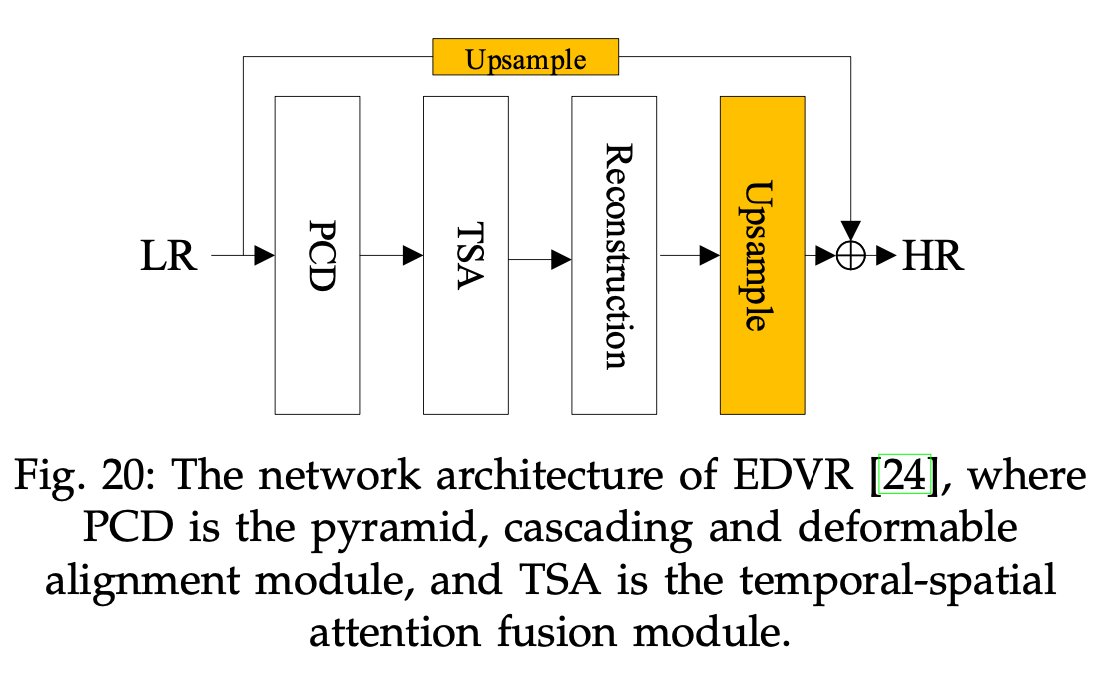 Upsample
LR
PCD
TSA
Reconstruction
Upsample
HR
Fig. 20: The network architecture of EDVR [24], where
PCD is the pyramid, cascading and deformable
alignment module, and TSA is the temporal-spatial
attention fusion module.